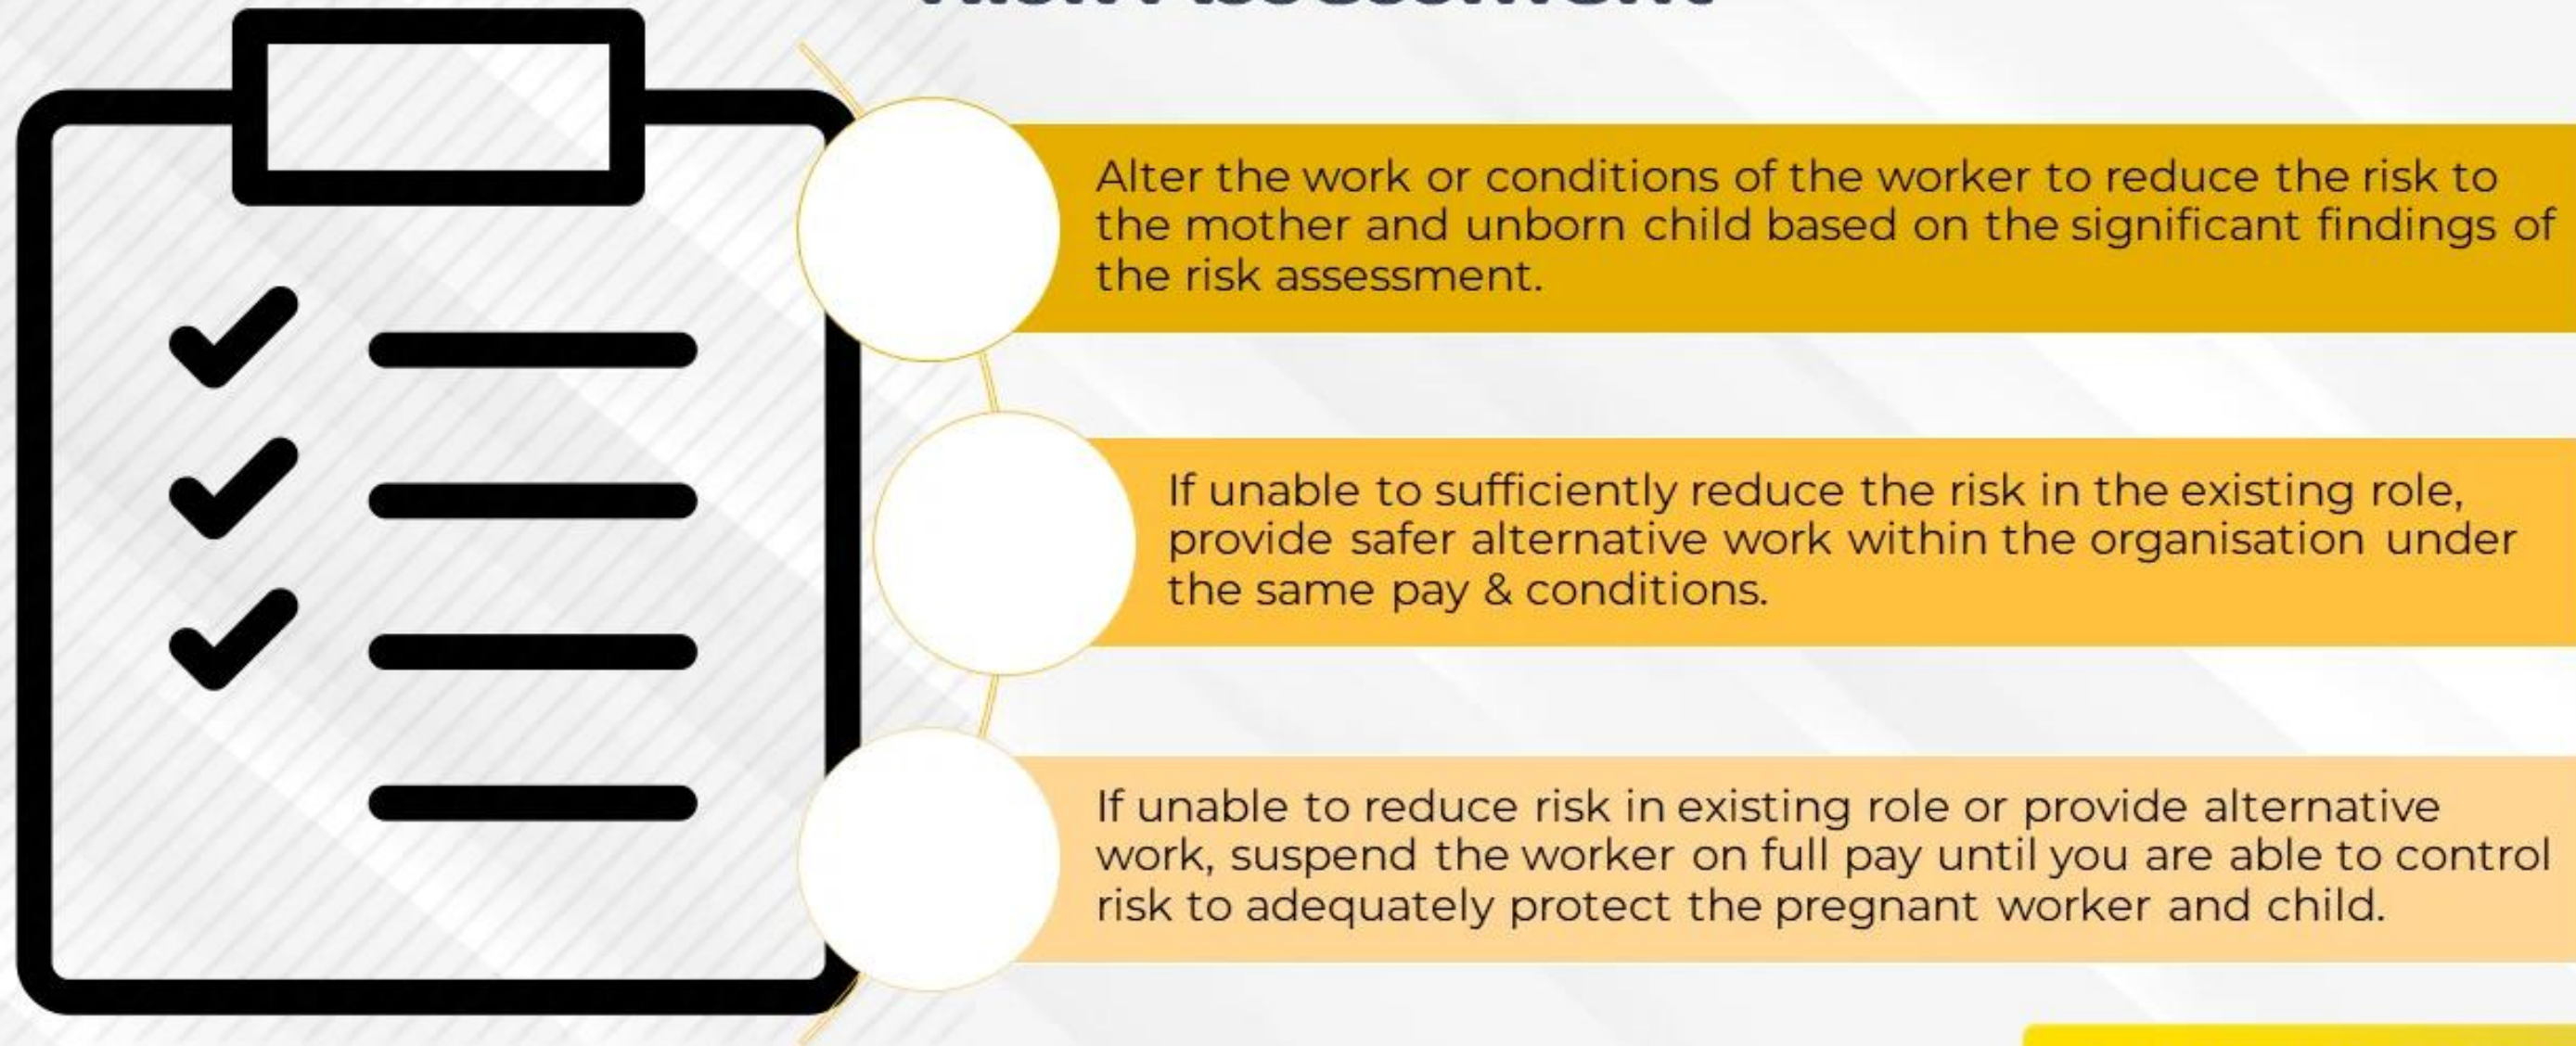 Risk Assessment
Alter the work or conditions of the worker to reduce the risk to
the mother and unborn child based on the significant findings of
the risk assessment.
If unable to sufficiently reduce the risk in the existing role,
provide safer alternative work within the organisation under
the same pay & conditions.
If unable to reduce risk in existing role or provide alternative
work, suspend the worker on full pay until you are able to control
risk to adequately protect the pregnant worker and child.